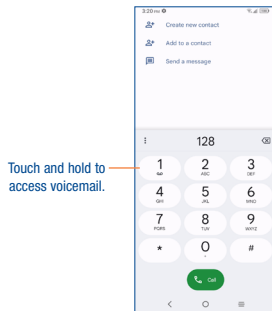 3:20 PM
Create new contact
Add to a contact
Send a message
128
Touch and hold to
access voicemail.
1 2 3
ABC DEF
4 5 6
GHI JKL MNO
7 8 9
PQRS TUV WXYZ
* 0 #
+
Call